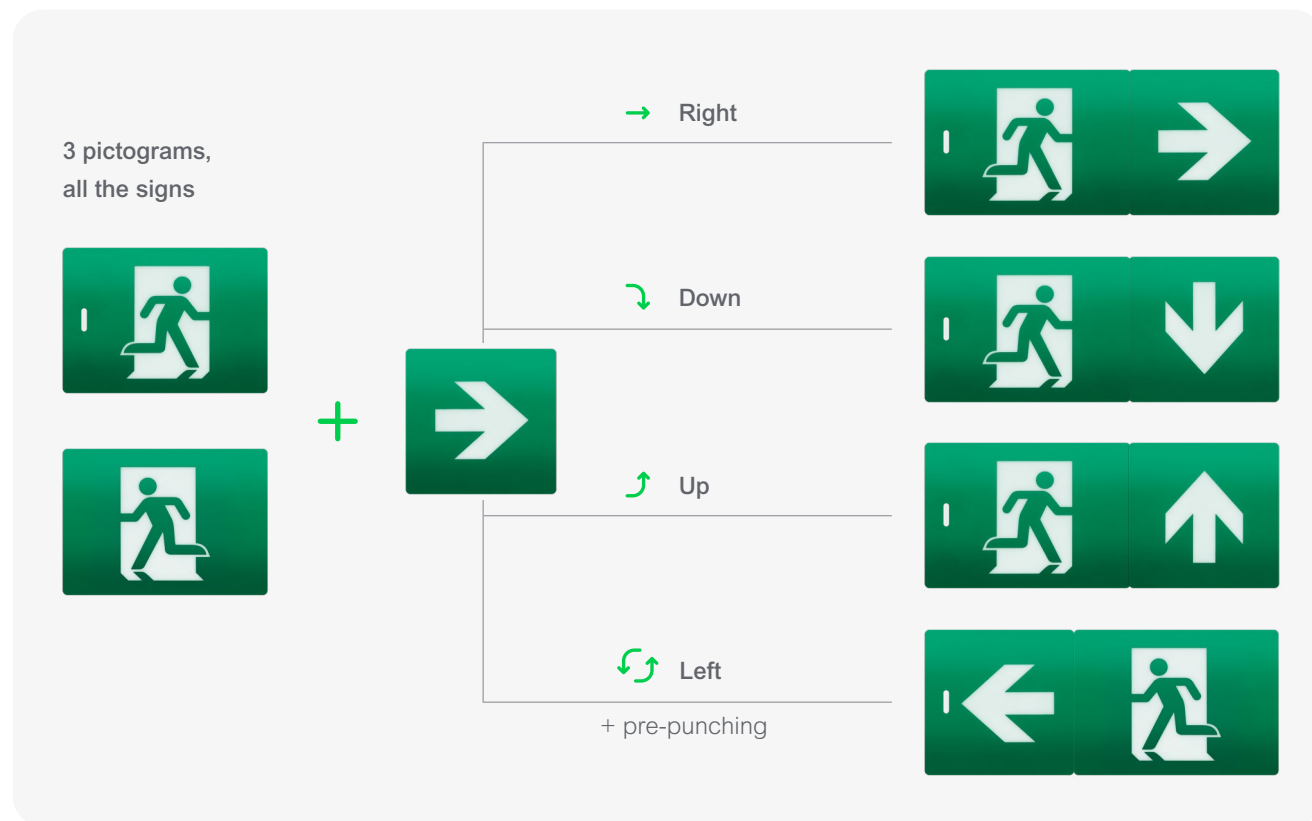 3 pictograms,
all the signs
Right
Down
Up
Left
+ pre-punching